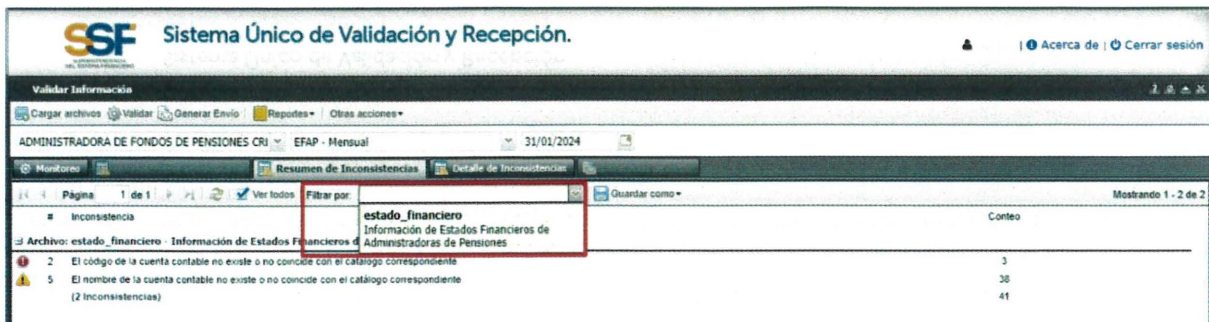 SSF
SUPERINTENDENCIA
DEL SISTEMA FINANCIERO
Sistema Único de Validación y Recepción.
| Acerca de | Cerrar sesión
Validar Información
Cargar archivos Validar Generar Envío Reportes Otras acciones
ADMINISTRADORA DE FONDOS DE PENSIONES CRI EFAP - Mensual 31/01/2024
Monitoreo Resumen de Inconsistencias Detalle de Inconsistencias
Página 1 de 1 Ver todos Filtrar por: Guardar como Mostrando 1 - 2 de 2
# Inconsistencia Conteo
estado_financiero
Información de Estados Financieros de
Administradoras de Pensiones
Archivo: estado_financiero - Información de Estados Financieros d
2 El código de la cuenta contable no existe o no coincide con el catálogo correspondiente 3
5 El nombre de la cuenta contable no existe o no coincide con el catálogo correspondiente 38
(2 Inconsistencias) 41